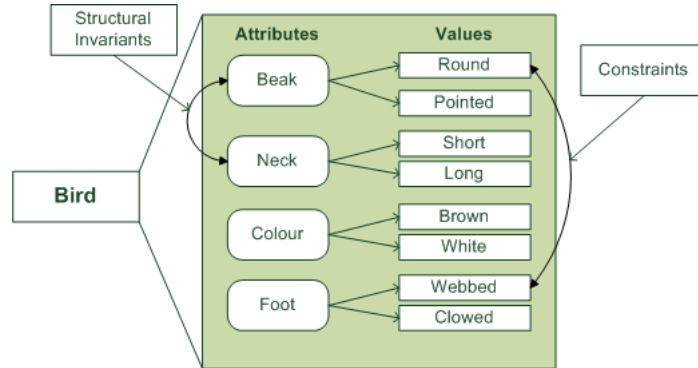 Structural
Invariants
Attributes
Values
Beak
Round
Pointed
Constraints
Neck
Short
Long
Bird
Colour
Brown
White
Foot
Webbed
Clowed